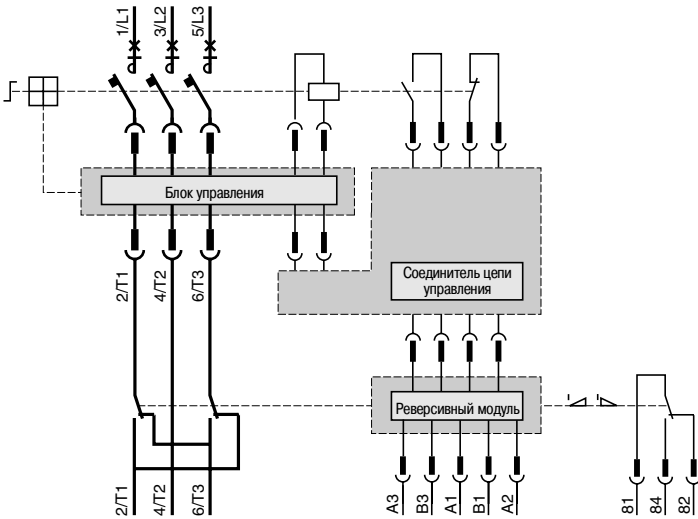 1/L1
3/L2
5/L3
Блок управления
2/T1
4/T2
6/T3
Соединитель цепи
управления
Реверсивный модуль
2/T1
4/T2
6/T3
A3
B3
A1
B1
A2
81
84
82